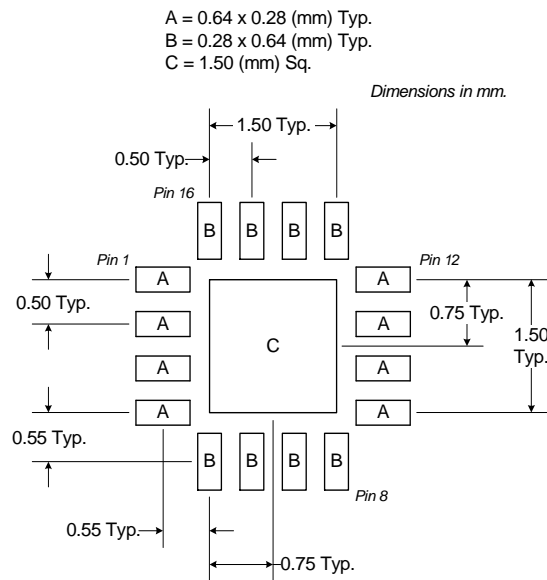 A = 0.64 x 0.28 (mm) Typ.
B = 0.28 x 0.64 (mm) Typ.
C = 1.50 (mm) Sq.
Dimensions in mm.
1.50 Typ.
0.50 Typ.
Pin 16
B B B B
Pin 1
Pin 12
A A
0.50 Typ.
0.75 Typ.
A A
1.50
Typ.
C
A A
A A
0.55 Typ.
B B B B
Pin 8
0.55 Typ.
0.75 Typ.